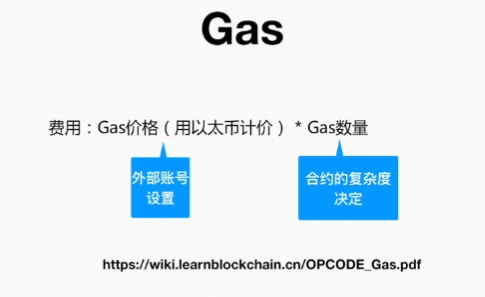 Gas
费用：Gas价格（用以太币计价） * Gas数量
外部账号
设置
合约的复杂度
决定
https://wiki.learnblockchain.cn/OPCODE_Gas.pdf